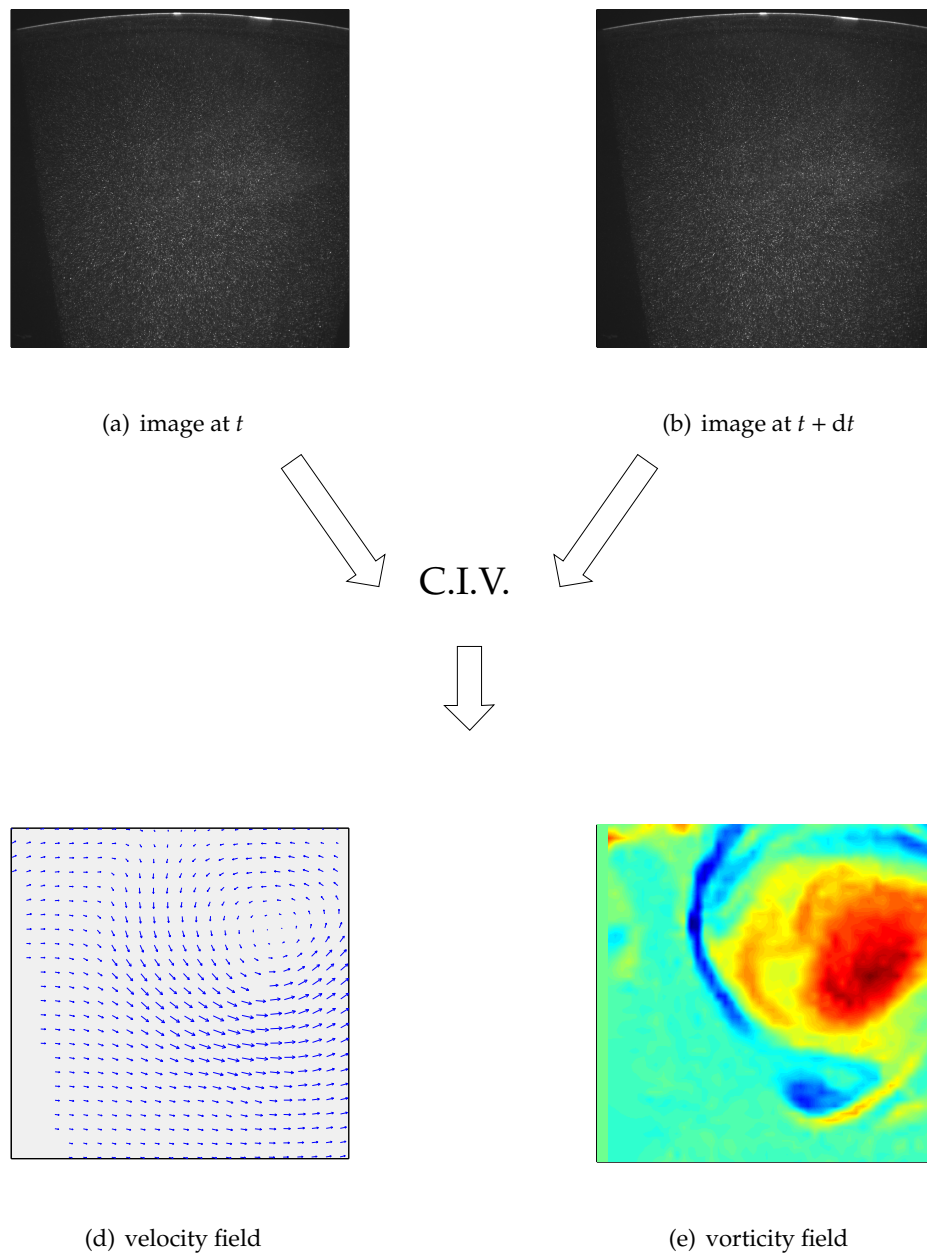 (a) image at t
(b) image at t + dt
C.I.V.
(d) velocity field
(e) vorticity field